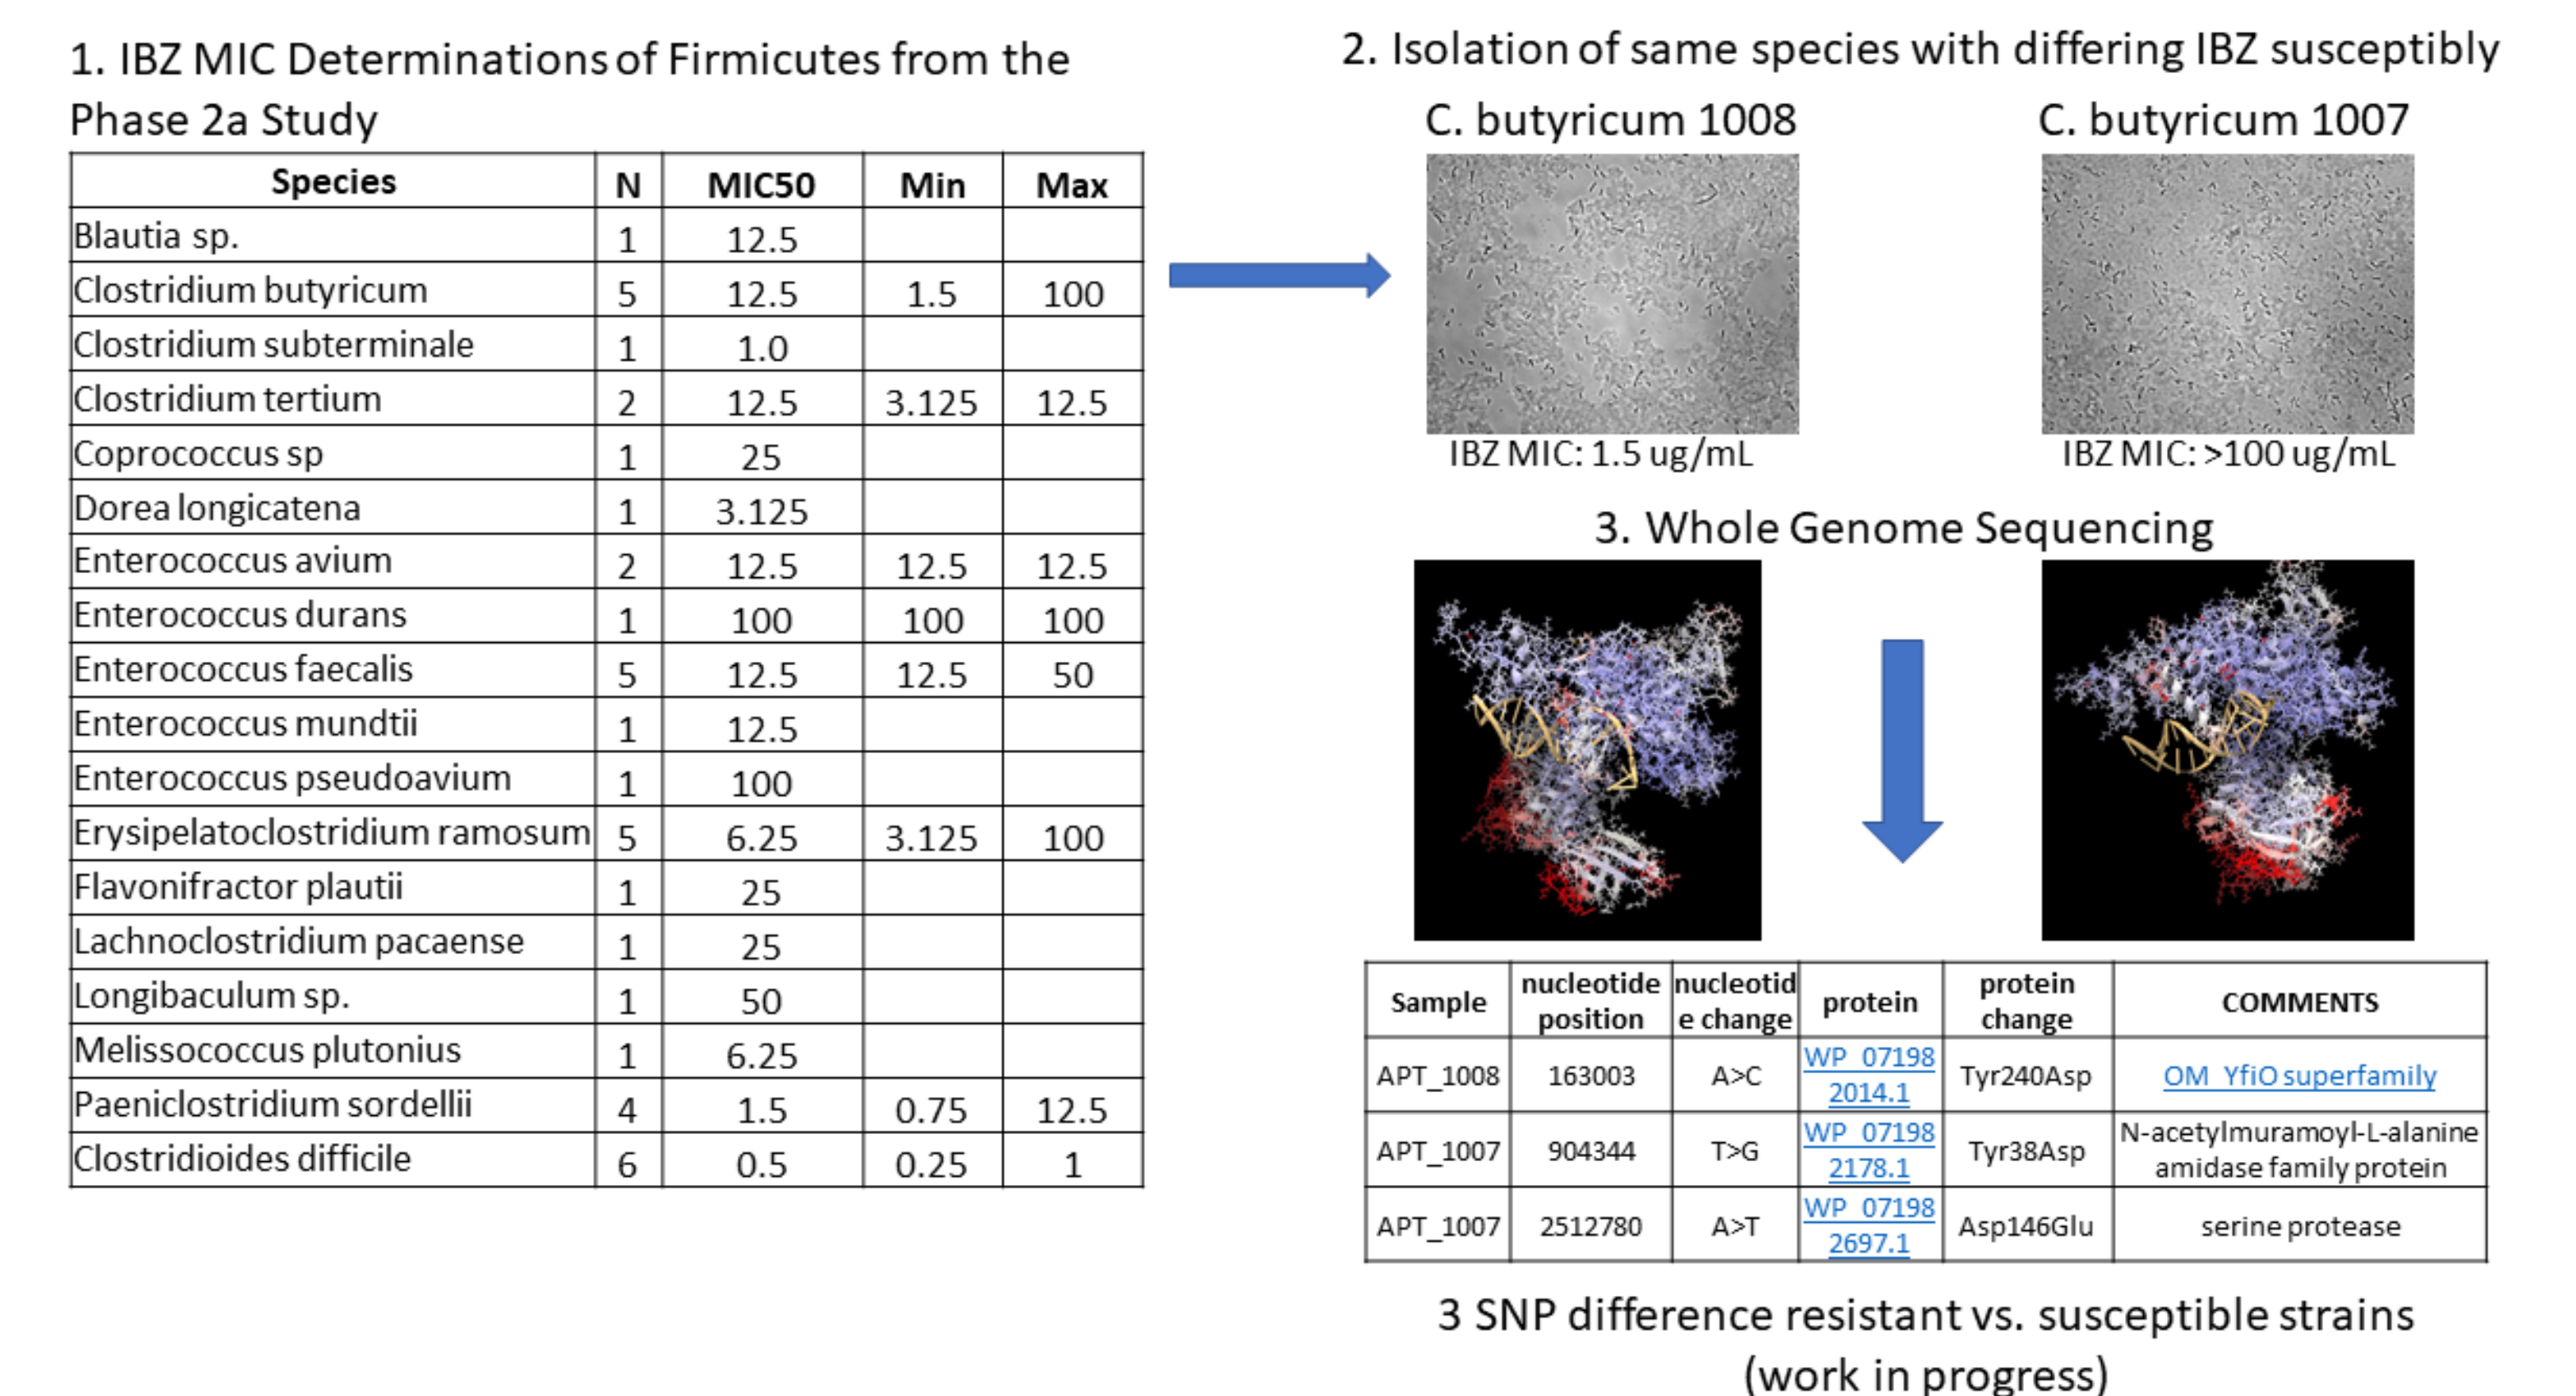 1. IBZ MIC Determinations of Firmicutes from the
Phase 2a Study
Species N MIC50 Min Max
Blautia sp. 1 12.5
Clostridium butyricum 5 12.5 1.5 100
Clostridium subterminale 1 1.0
Clostridium tertium 2 12.5 3.125 12.5
Coprococcus sp 1 25
Dorea longicatena 1 3.125
Enterococcus avium 2 12.5 12.5 12.5
Enterococcus durans 1 100 100 100
Enterococcus faecalis 5 12.5 12.5 50
Enterococcus mundtii 1 12.5
Enterococcus pseudoavium 1 100
Erysipelatoclostridium ramosum 5 6.25 3.125 100
Flavonifractor plautii 1 25
Lachnoclostridium pacaense 1 25
Longibaculum sp. 1 50
Melissococcus plutonius 1 6.25
Paeniclostridium sordellii 4 1.5 0.75 12.5
Clostridioides difficile 6 0.5 0.25 1
2. Isolation of same species with differing IBZ susceptibly
C. butyricum 1008 C. butyricum 1007
IBZ MIC: 1.5 ug/mL IBZ MIC: >100 ug/mL
3. Whole Genome Sequencing
nucleotide nucleotid protein
Sample protein COMMENTS
position e change change
WP_07198
APT_1008 163003 A>C Tyr240Asp OM_YfiO superfamily
2014.1
WP_07198 N-acetylmuramoyl-L-alanine
APT_1007 904344 T>G Tyr38Asp
2178.1 amidase family protein
WP_07198
APT_1007 2512780 A>T Asp146Glu serine protease
2697.1
3 SNP difference resistant vs. susceptible strains
(work in progress)